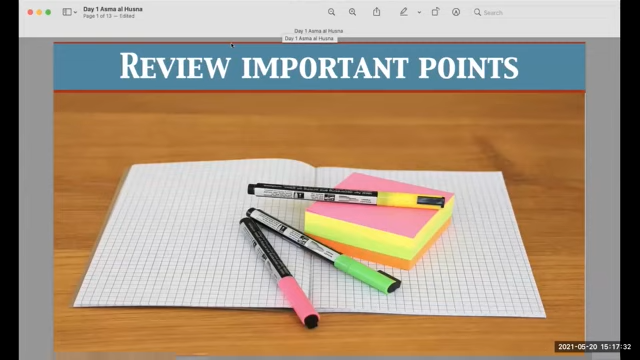 Day 1 Asma al Husna
Page 1 of 13 — Edited
Search
Day 1 Asma al Husna
Day 1 Asma al Husna
REVIEW IMPORTANT POINTS
2021-05-20 15:17:32